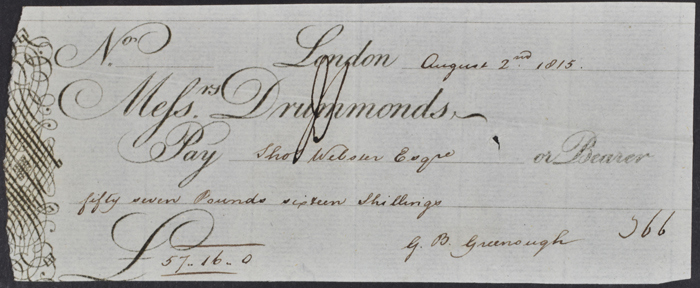 No. London August 2nd 1815.
Messrs. Drummonds,
Pay Thos Webster Esqre or Bearer
fifty seven Pounds sixteen Shillings
G. B. Greenough 366
£ 57-16-0